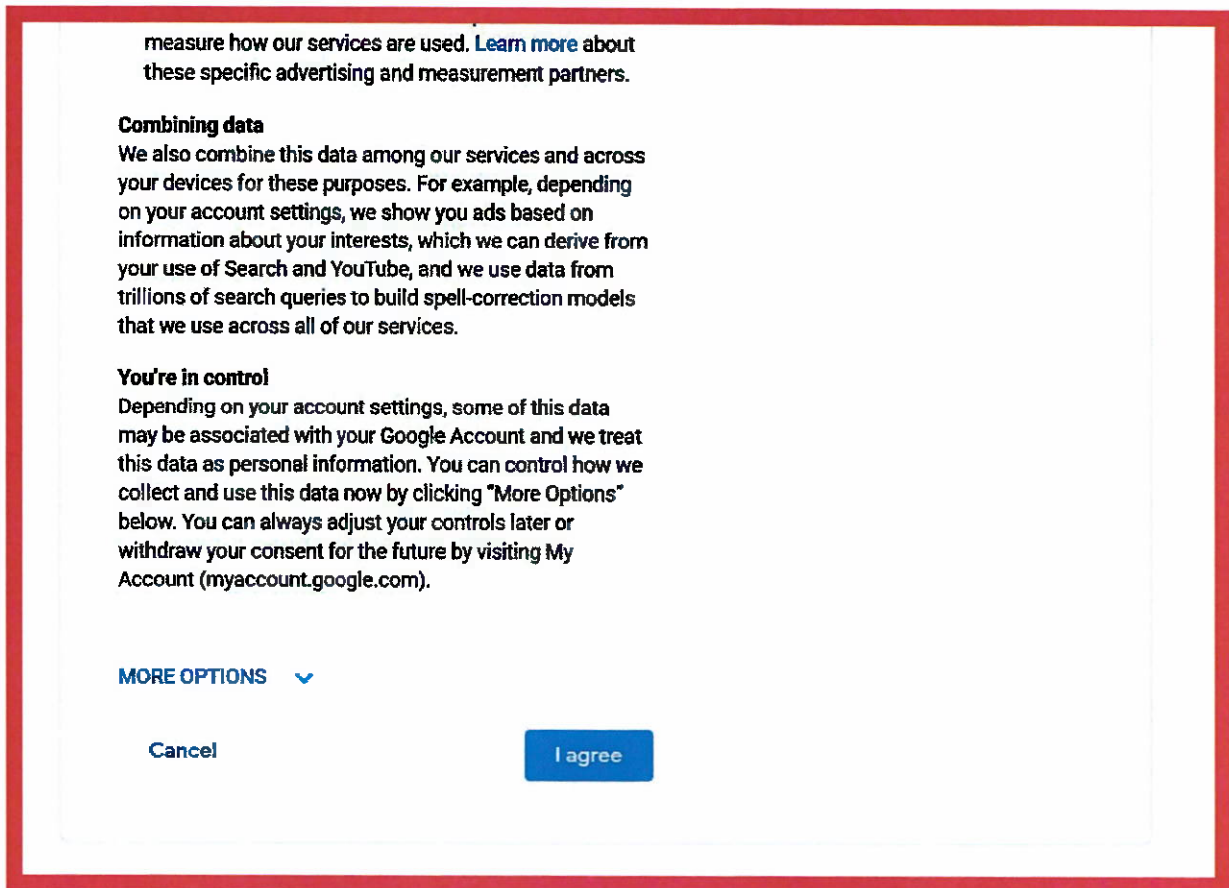 measure how our services are used. Learn more about
these specific advertising and measurement partners.
Combining data
We also combine this data among our services and across
your devices for these purposes. For example, depending
on your account settings, we show you ads based on
information about your interests, which we can derive from
your use of Search and YouTube, and we use data from
trillions of search queries to build spell-correction models
that we use across all of our services.
You're in control
Depending on your account settings, some of this data
may be associated with your Google Account and we treat
this data as personal information. You can control how we
collect and use this data now by clicking "More Options"
below. You can always adjust your controls later or
withdraw your consent for the future by visiting My
Account (myaccount.google.com).
MORE OPTIONS
Cancel
I agree